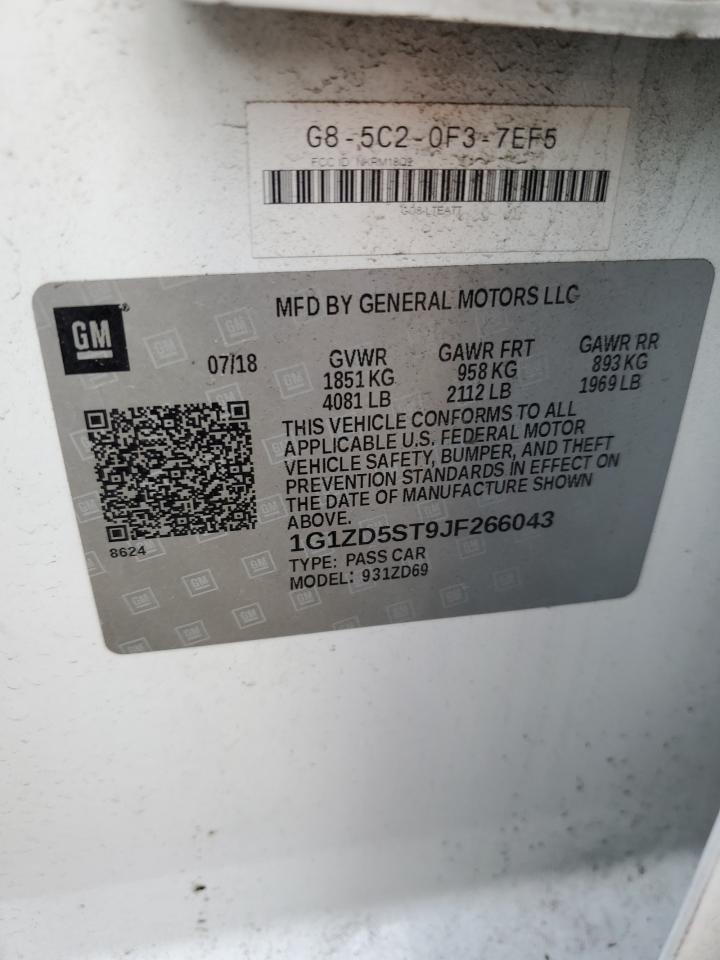 G8-5C2-0F3-7EF5
FCC ID: NKRM18Q2
GM
MFD BY GENERAL MOTORS LLC
07/18
GVWR
1851 KG
4081 LB
GAWR FRT
958 KG
2112 LB
GAWR RR
893 KG
1969 LB
THIS VEHICLE CONFORMS TO ALL
APPLICABLE U.S. FEDERAL MOTOR
VEHICLE SAFETY, BUMPER, AND THEFT
PREVENTION STANDARDS IN EFFECT ON
THE DATE OF MANUFACTURE SHOWN
ABOVE.
8624
1G1ZD5ST9JF266043
TYPE: PASS CAR
MODEL: 931ZD69